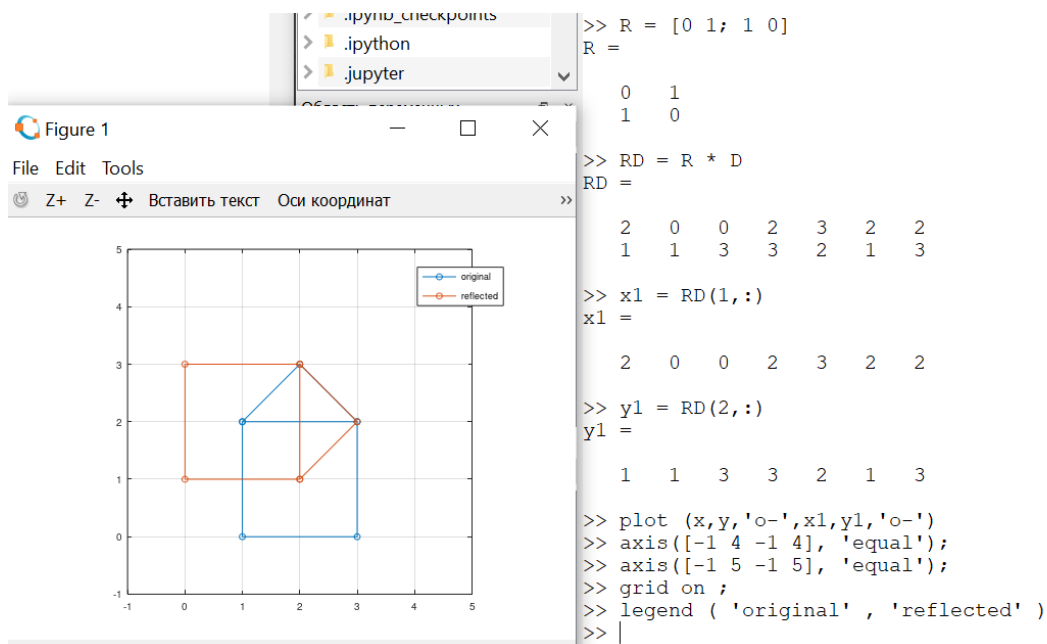 .ipynb_checkpoints
.ipython
.jupyter
Figure 1
File Edit Tools
Z+ Z- Вставить текст Оси координат »
original
reflected
5
4
3
2
1
0
-1
-1 0 1 2 3 4 5
>> R = [0 1; 1 0]
R =
0 1
1 0
>> RD = R * D
RD =
2 0 0 2 3 2 2
1 1 3 3 2 1 3
>> x1 = RD(1,:)
x1 =
2 0 0 2 3 2 2
>> y1 = RD(2,:)
y1 =
1 1 3 3 2 1 3
>> plot (x,y,'o-',x1,y1,'o-')
>> axis([-1 4 -1 4], 'equal');
>> axis([-1 5 -1 5], 'equal');
>> grid on ;
>> legend ( 'original' , 'reflected' )
>>